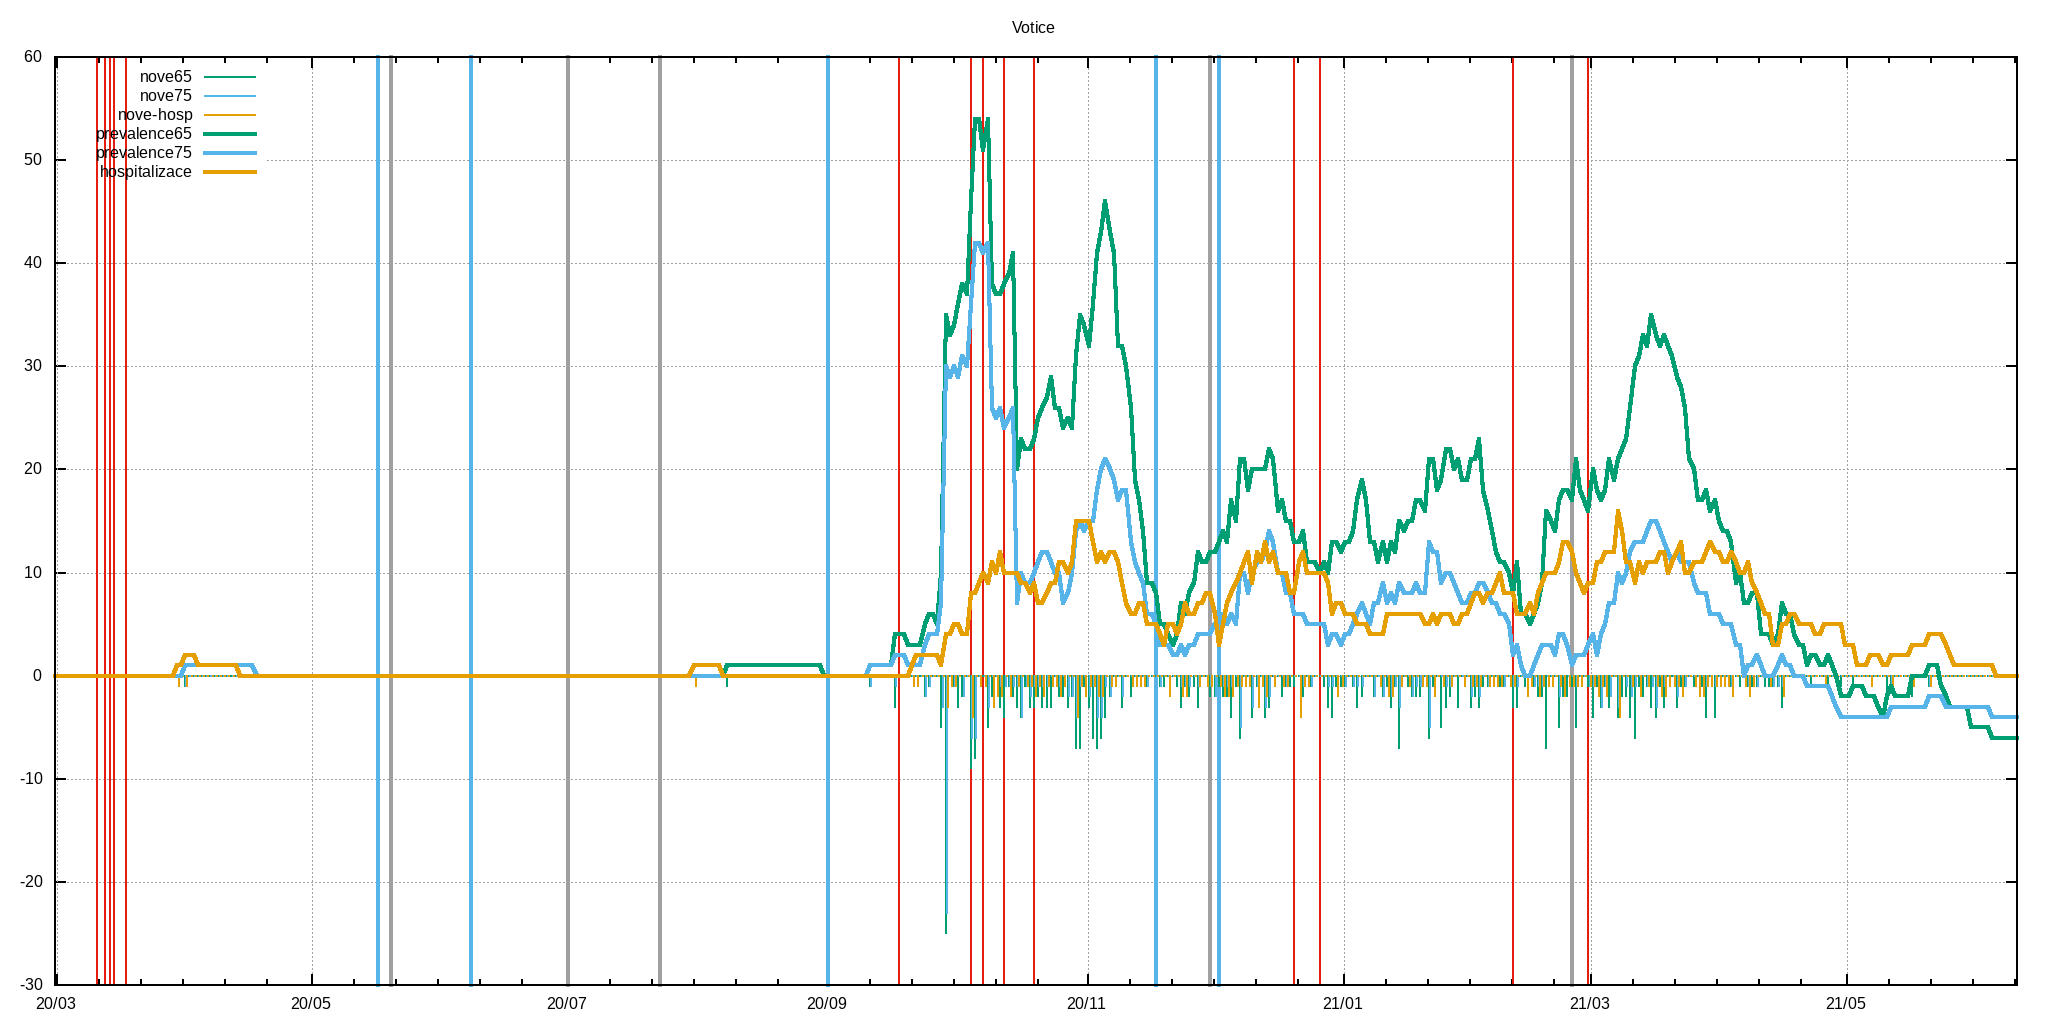 Votice
60
nove65
nove75
nove-hosp
prevalence65
prevalence75
hospitalizace
50
40
30
20
10
0
-10
-20
-30
20/03 20/05 20/07 20/09 20/11 21/01 21/03 21/05